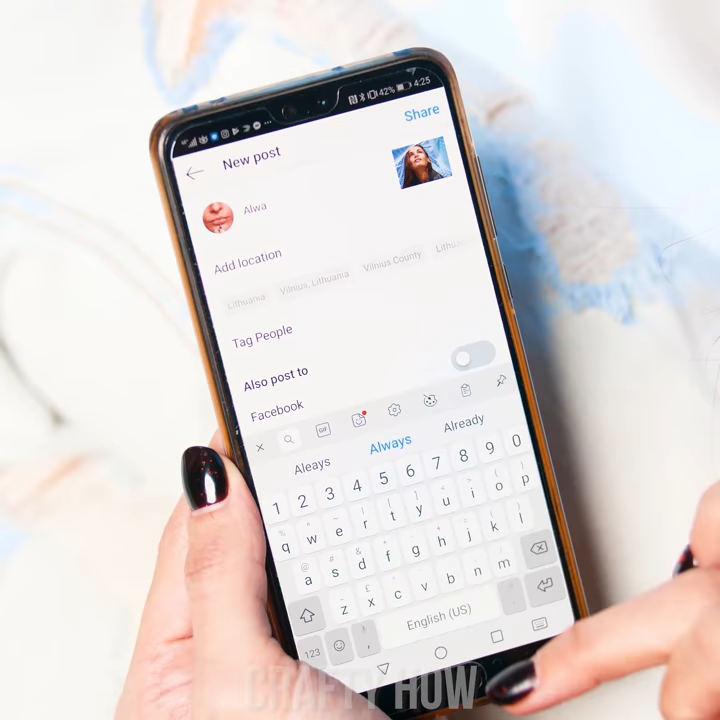 42% 4:25
New post
Share
Alwa
Add location
Lithuania Vilnius, Lithuania Vilnius County Lithu
Tag People
Also post to
Facebook
GIF
Aleays Always Already
1 2 3 4 5 6 7 8 9 0
q w e r t y u i o p
a s d f g h j k l
z x c v b n m
123 , English (US) .
CRAFTY HOW